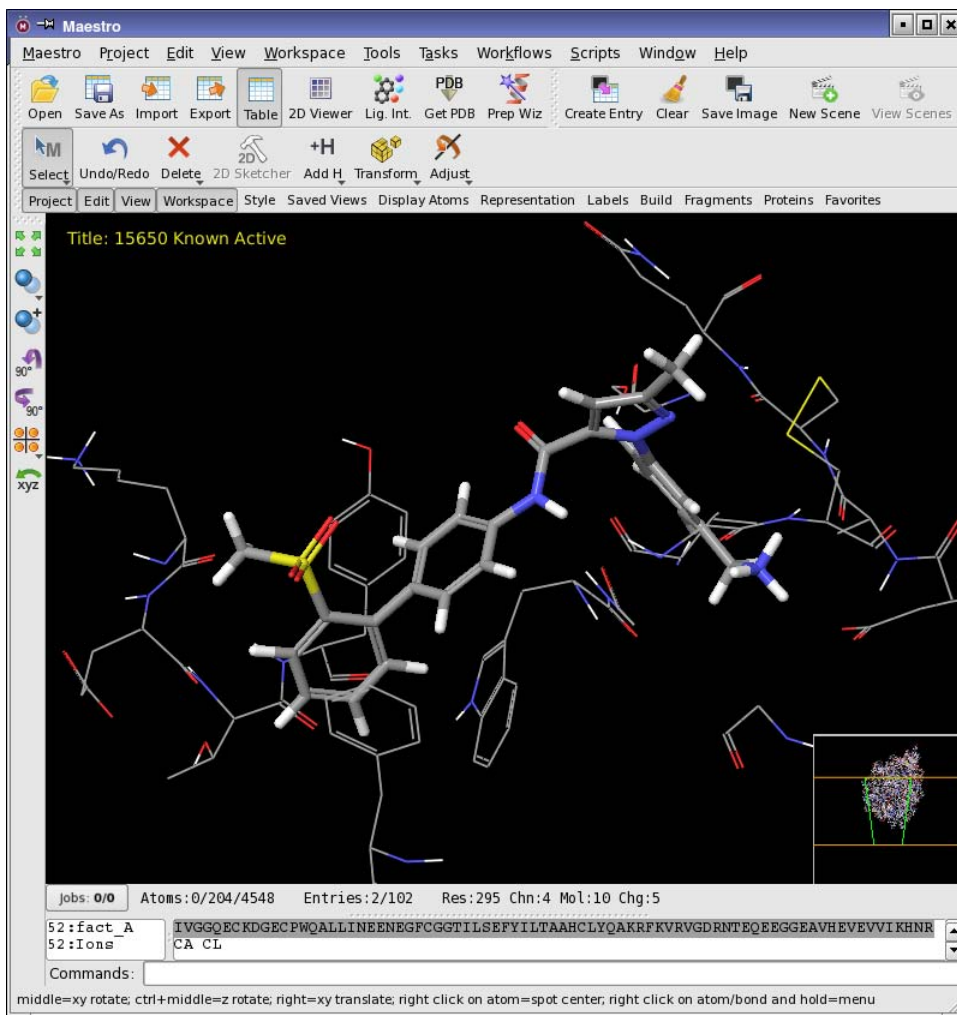 Maestro
Maestro Project Edit View Workspace Tools Tasks Workflows Scripts Window Help
Open Save As Import Export Table 2D Viewer Lig. Int. Get PDB Prep Wiz Create Entry Clear Save Image New Scene View Scenes
PDB
M 2D +H
Select Undo/Redo Delete 2D Sketcher Add H Transform Adjust
Project Edit View Workspace Style Saved Views Display Atoms Representation Labels Build Fragments Proteins Favorites
Title: 15650 Known Active
90°
90°
xyz
Jobs: 0/0 Atoms:0/204/4548 Entries:2/102 Res:295 Chn:4 Mol:10 Chg:5
52:fact_A IVGGQECKDGECPWQALLINEENEGFCGGTILSEFYILTAAHCLYQAKRFKVRVGDRNTEQEEGGEAVHEVEVVIKHNR
52:Ions CA CL
Commands:
middle=xy rotate; ctrl+middle=z rotate; right=xy translate; right click on atom=spot center; right click on atom/bond and hold=menu